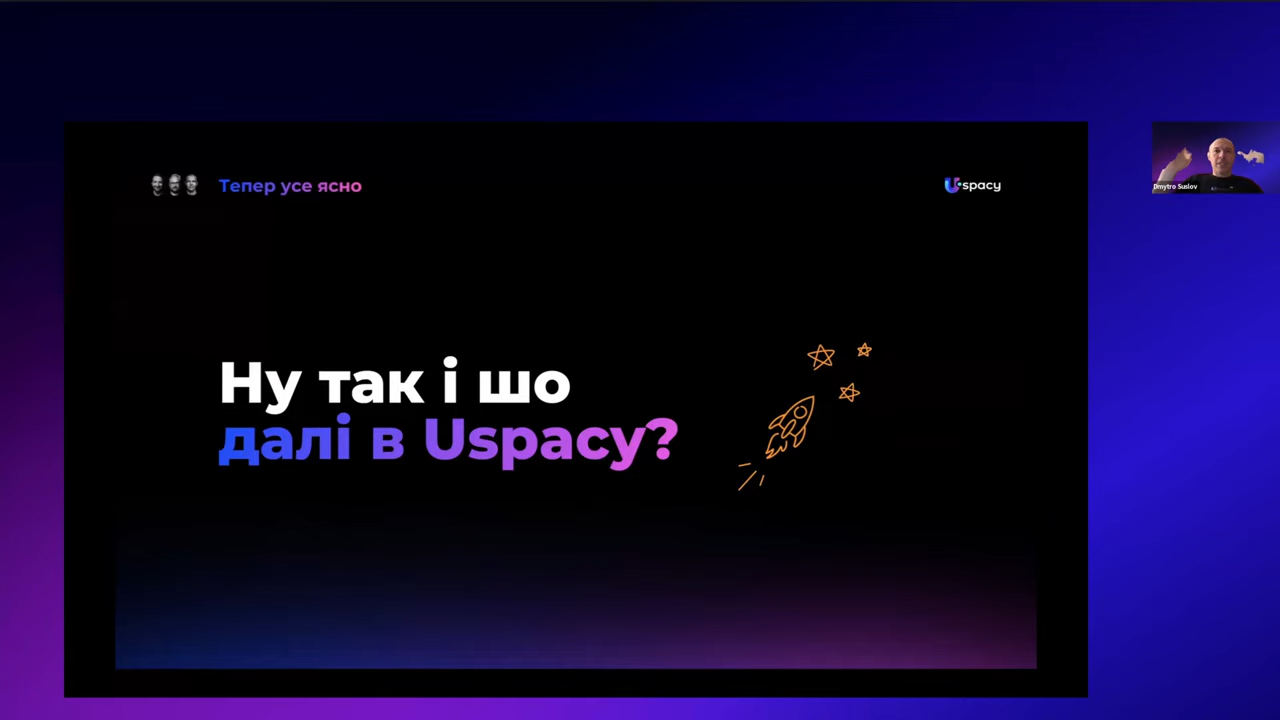 Тепер усе ясно
Uspacy
Dmytro Suslov
Ну так і шо
далі в Uspacy?